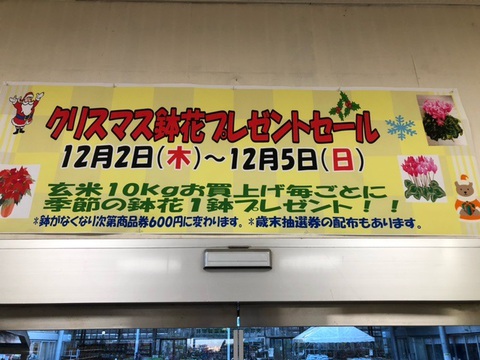 クリスマス鉢花プレゼントセール
12月2日(木)～12月5日(日)
玄米10Kgお買上げ毎ごとに
季節の鉢花1鉢プレゼント！！
*鉢がなくなり次第商品券600円に変わります。*歳末抽選券の配布もあります。